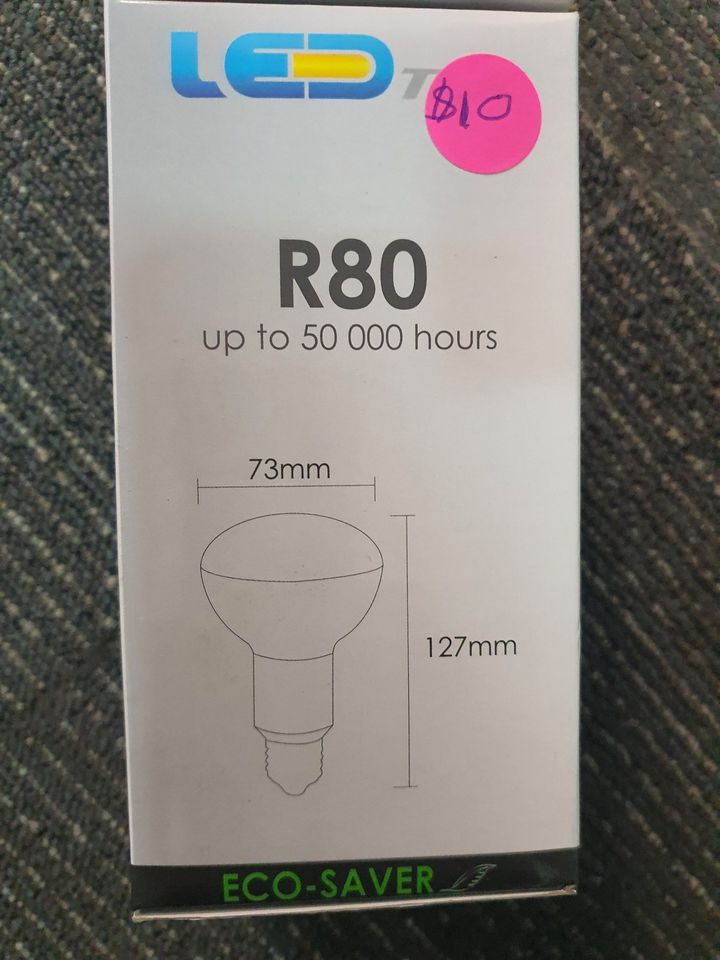 LED
$10
R80
up to 50 000 hours
73mm
127mm
ECO-SAVER